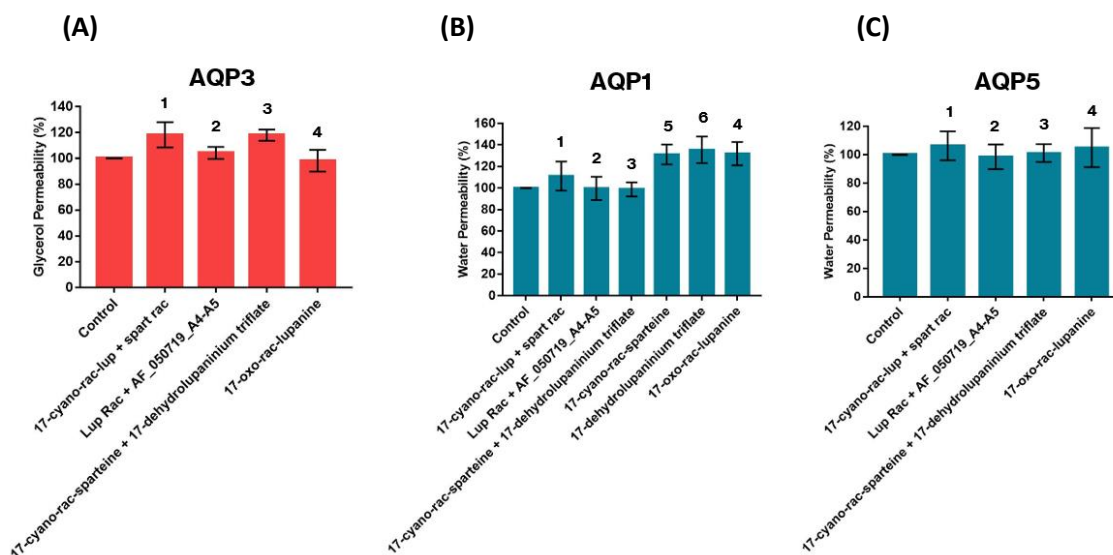 (A)
AQP3
Glycerol Permeability (%)
140
120
100
80
60
40
20
0
1
2
3
4
Control
17-cyano-rac-lup + spart rac
Lup Rac + AF_050719_A4-A5
17-cyano-rac-sparteine + 17-dehydrolupaninium triflate
17-oxo-rac-lupanine
(B)
AQP1
Water Permeability (%)
160
140
120
100
80
60
40
20
0
1
2
3
5
6
4
Control
17-cyano-rac-lup + spart rac
Lup Rac + AF_050719_A4-A5
17-cyano-rac-sparteine + 17-dehydrolupaninium triflate
17-cyano-rac-sparteine
17-dehydrolupaninium triflate
17-oxo-rac-lupanine
(C)
AQP5
Water Permeability (%)
120
100
80
60
40
20
0
1
2
3
4
Control
17-cyano-rac-lup + spart rac
Lup Rac + AF_050719_A4-A5
17-cyano-rac-sparteine + 17-dehydrolupaninium triflate
17-oxo-rac-lupanine